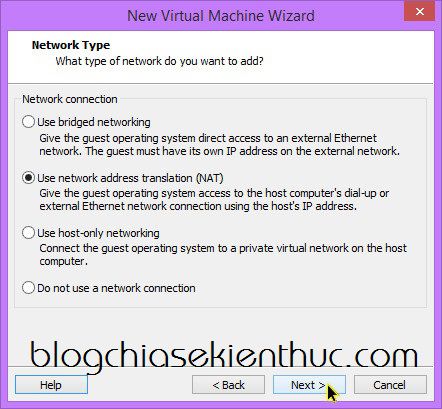 New Virtual Machine Wizard
Network Type
What type of network do you want to add?
Network connection
Use bridged networking
Give the guest operating system direct access to an external Ethernet
network. The guest must have its own IP address on the external network.
Use network address translation (NAT)
Give the guest operating system access to the host computer's dial-up or
external Ethernet network connection using the host's IP address.
Use host-only networking
Connect the guest operating system to a private virtual network on the host
computer.
Do not use a network connection
blogchiasekienthuc.com
Help
< Back
Next >
Cancel